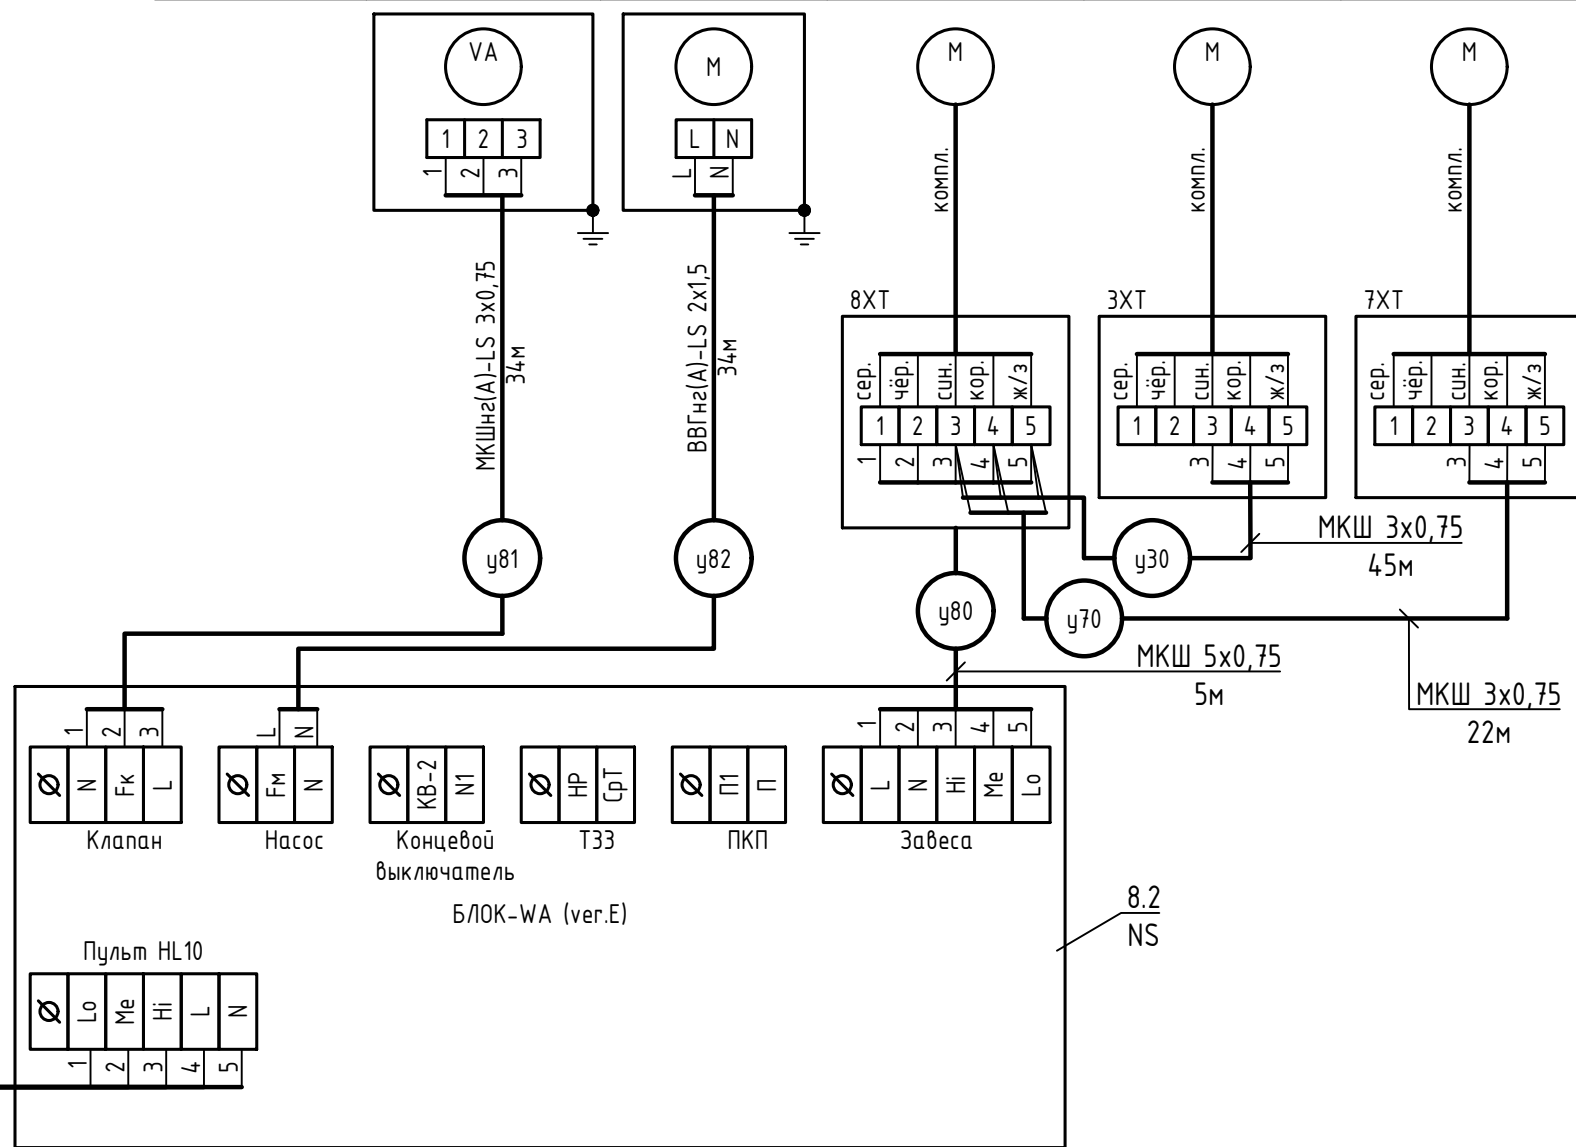 VA
M
M
M
M
1 2 3
L N
1 2 3
L N
компл.
компл.
компл.
МКШнг(А)-LS 3х0,75
34м
ВВГнг(А)-LS 2х1,5
34м
8ХТ
3ХТ
7ХТ
сер. чёр. син. кор. ж/з
сер. чёр. син. кор. ж/з
сер. чёр. син. кор. ж/з
1 2 3 4 5
1 2 3 4 5
1 2 3 4 5
1 2 3 4 5
3 4 5
3 4 5
у81
у82
у30
МКШ 3х0,75
45м
у80
у70
МКШ 5х0,75
5м
МКШ 3х0,75
22м
1 2 3
L N
1 2 3 4 5
Ø N Fк L
Ø Fм N
Ø КВ-2 N1
Ø НР СрТ
Ø П1 П
Ø L N Hi Me Lo
Клапан
Насос
Концевой
выключатель
ТЗЗ
ПКП
Завеса
БЛОК-WA (ver.E)
8.2
NS
Пульт HL10
Ø Lo Me Hi L N
1 2 3 4 5